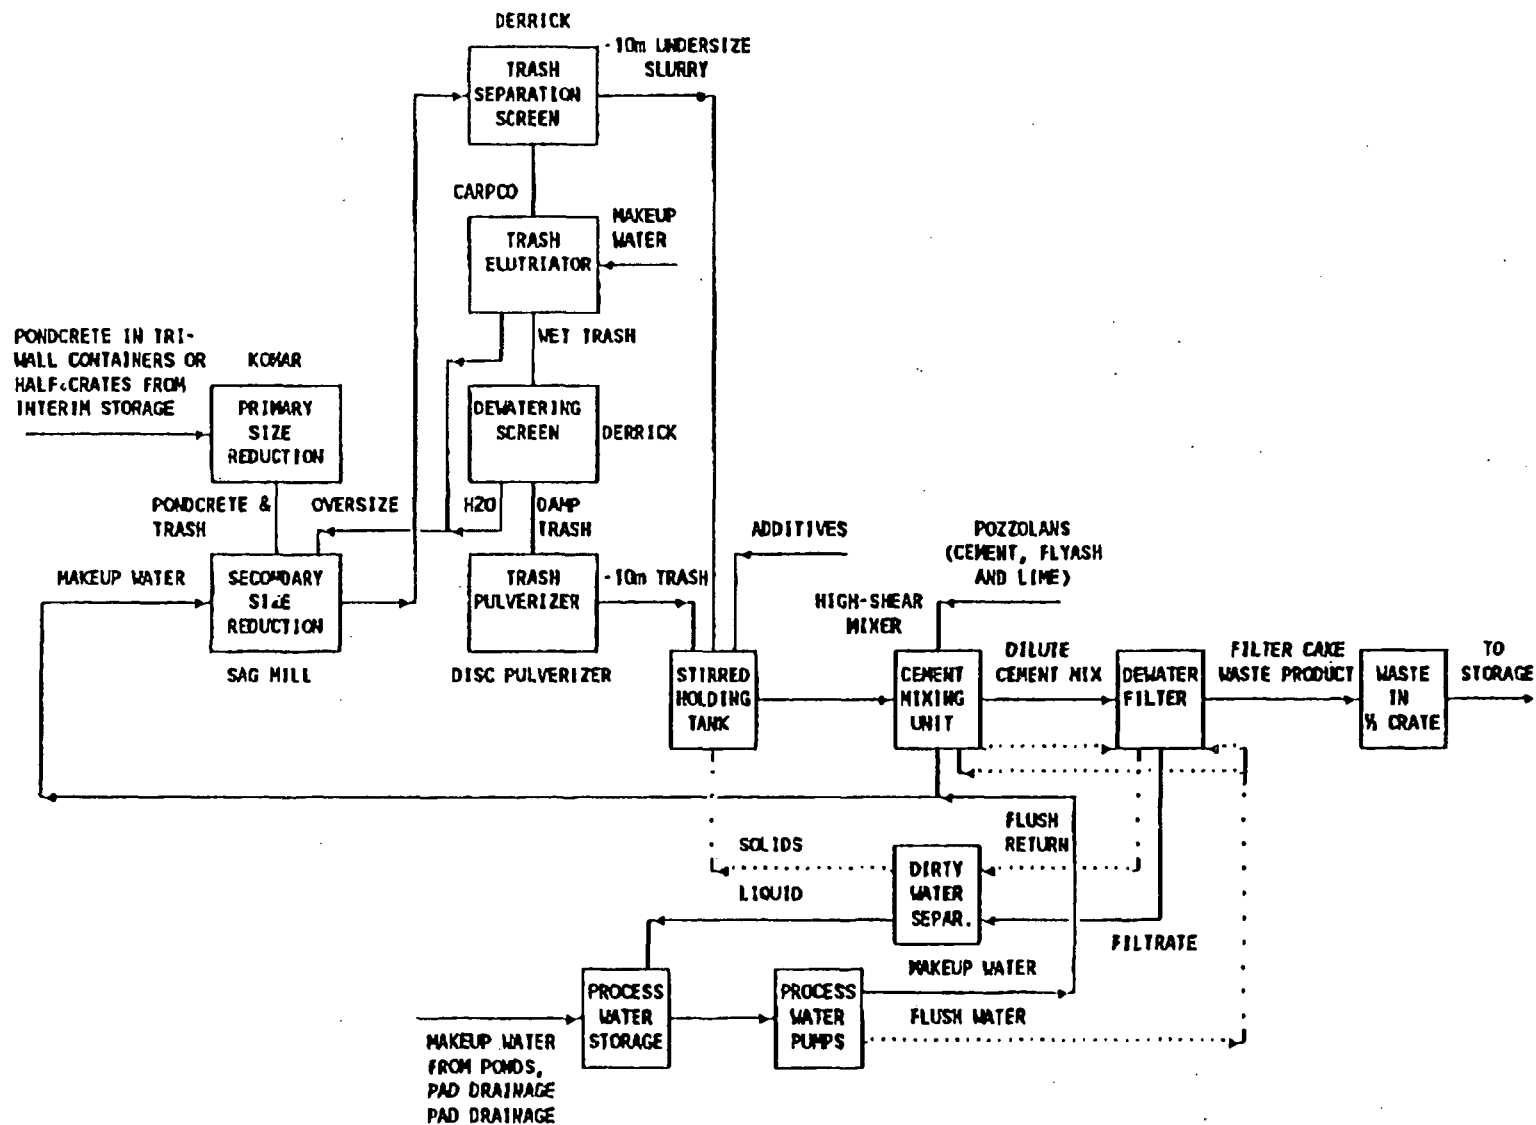 DERRICK
TRASH
SEPARATION
SCREEN
-10m UNDERSIZE
SLURRY
CARPCO
TRASH
ELUTRIATOR
MAKEUP
WATER
WET TRASH
PONDCRETE IN TRI-
WALL CONTAINERS OR
HALF-CRATES FROM
INTERIM STORAGE
KOMAR
PRIMARY
SIZE
REDUCTION
DEWATERING
SCREEN
DERRICK
PONDCRETE &
TRASH
OVERSIZE
H2O
DAMP
TRASH
MAKEUP WATER
SECONDARY
SIZE
REDUCTION
SAG MILL
TRASH
PULVERIZER
-10m TRASH
DISC PULVERIZER
ADDITIVES
POZZOLANS
(CEMENT, FLYASH
AND LIME)
HIGH-SHEAR
MIXER
STIRRED
HOLDING
TANK
CEMENT
MIXING
UNIT
DILUTE
CEMENT MIX
DEWATER
FILTER
FILTER CAKE
WASTE PRODUCT
WASTE
IN
½ CRATE
TO
STORAGE
SOLIDS
LIQUID
FLUSH
RETURN
DIRTY
WATER
SEPAR.
FILTRATE
MAKEUP WATER
FLUSH WATER
PROCESS
WATER
STORAGE
PROCESS
WATER
PUMPS
MAKEUP WATER
FROM PONDS,
PAD DRAINAGE
PAD DRAINAGE